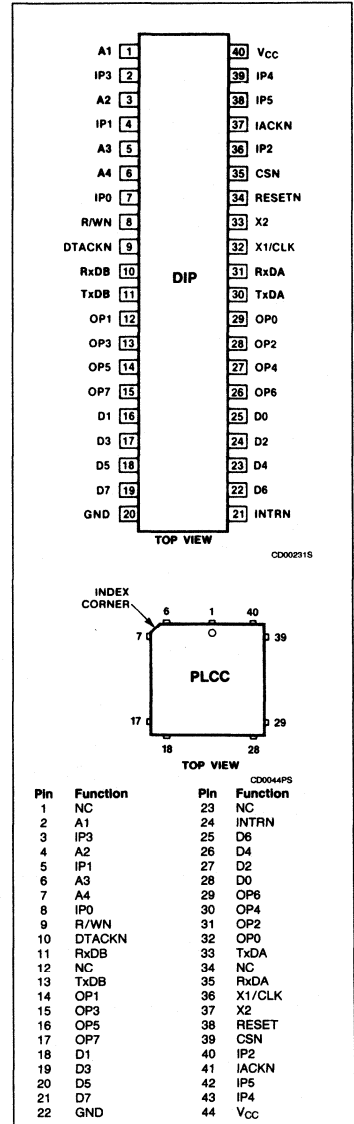 A1 1 40 VCC
IP3 2 39 IP4
A2 3 38 IP5
IP1 4 37 IACKN
A3 5 36 IP2
A4 6 35 CSN
IP0 7 34 RESETN
R/WN 8 33 X2
DTACKN 9 32 X1/CLK
RxDB 10 31 RxDA
DIP
TxDB 11 30 TxDA
OP1 12 29 OP0
OP3 13 28 OP2
OP5 14 27 OP4
OP7 15 26 OP6
D1 16 25 D0
D3 17 24 D2
D5 18 23 D4
D7 19 22 D6
GND 20 21 INTRN
TOP VIEW
CD00231S
INDEX
CORNER
6 1 40
7 39
PLCC
17 29
18 28
TOP VIEW
CD0044PS
Pin Function Pin Function
1 NC 23 NC
2 A1 24 INTRN
3 IP3 25 D6
4 A2 26 D4
5 IP1 27 D2
6 A3 28 D0
7 A4 29 OP6
8 IP0 30 OP4
9 R/WN 31 OP2
10 DTACKN 32 OP0
11 RxDB 33 TxDA
12 NC 34 NC
13 TxDB 35 RxDA
14 OP1 36 X1/CLK
15 OP3 37 X2
16 OP5 38 RESET
17 OP7 39 CSN
18 D1 40 IP2
19 D3 41 IACKN
20 D5 42 IP5
21 D7 43 IP4
22 GND 44 VCC